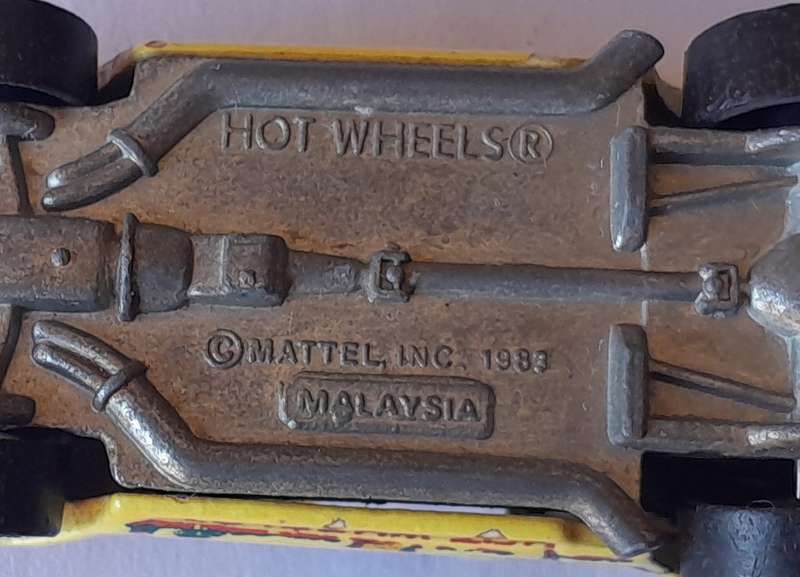 HOT WHEELS®
©MATTEL, INC. 1983
MALAYSIA